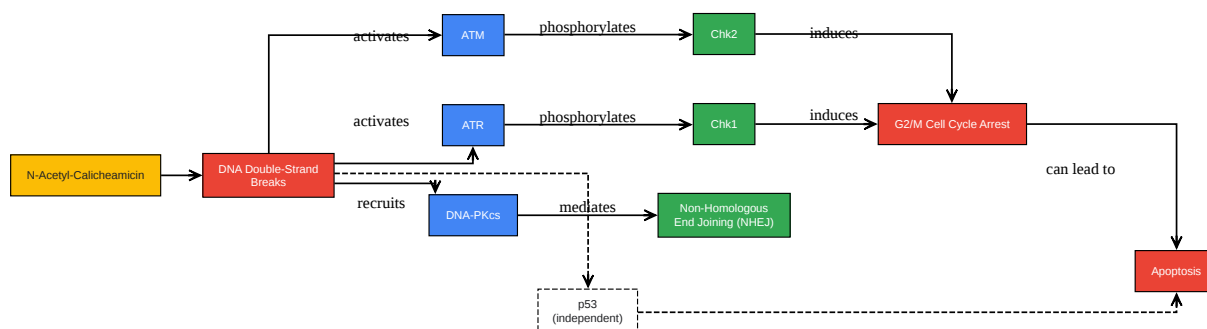 activates
ATM
phosphorylates
Chk2
induces
activates
ATR
phosphorylates
Chk1
induces
G2/M Cell Cycle Arrest
N-Acetyl-Calicheamicin
DNA Double-Strand
Breaks
can lead to
recruits
DNA-PKcs
mediates
Non-Homologous
End Joining (NHEJ)
Apoptosis
p53
(independent)